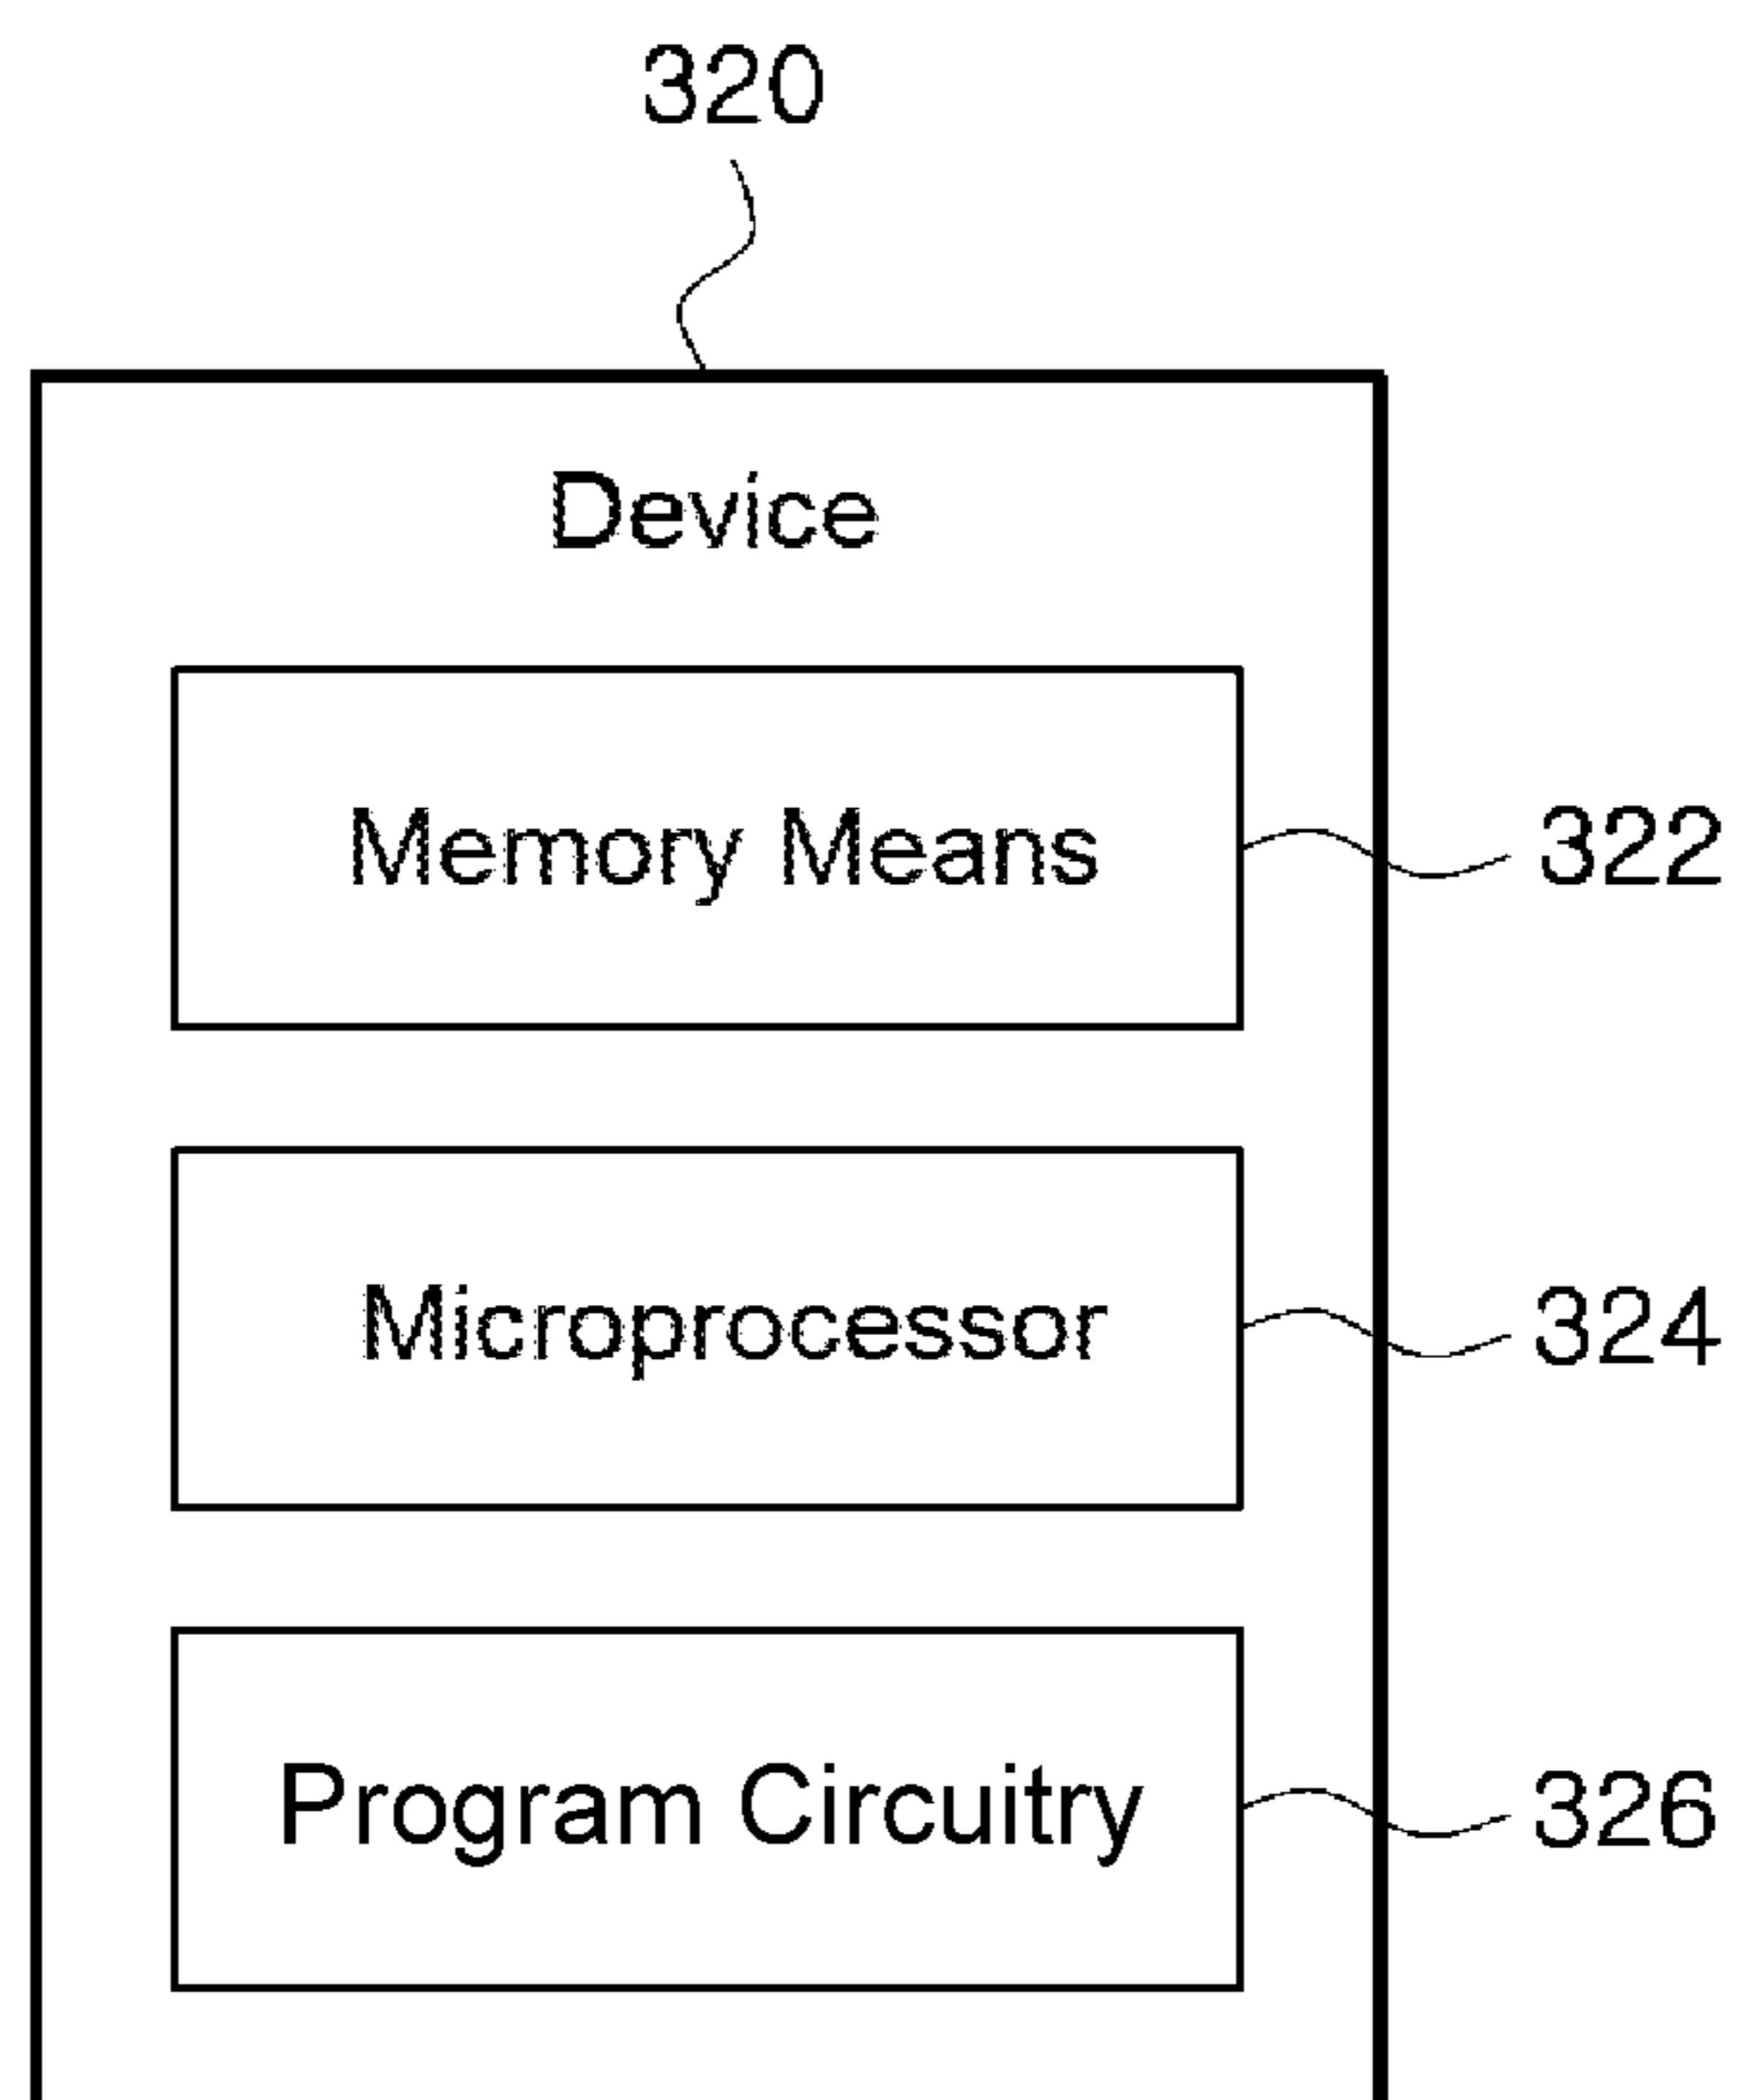 320
Device
Memory Means
322
Microprocessor
324
Program Circuitry
326